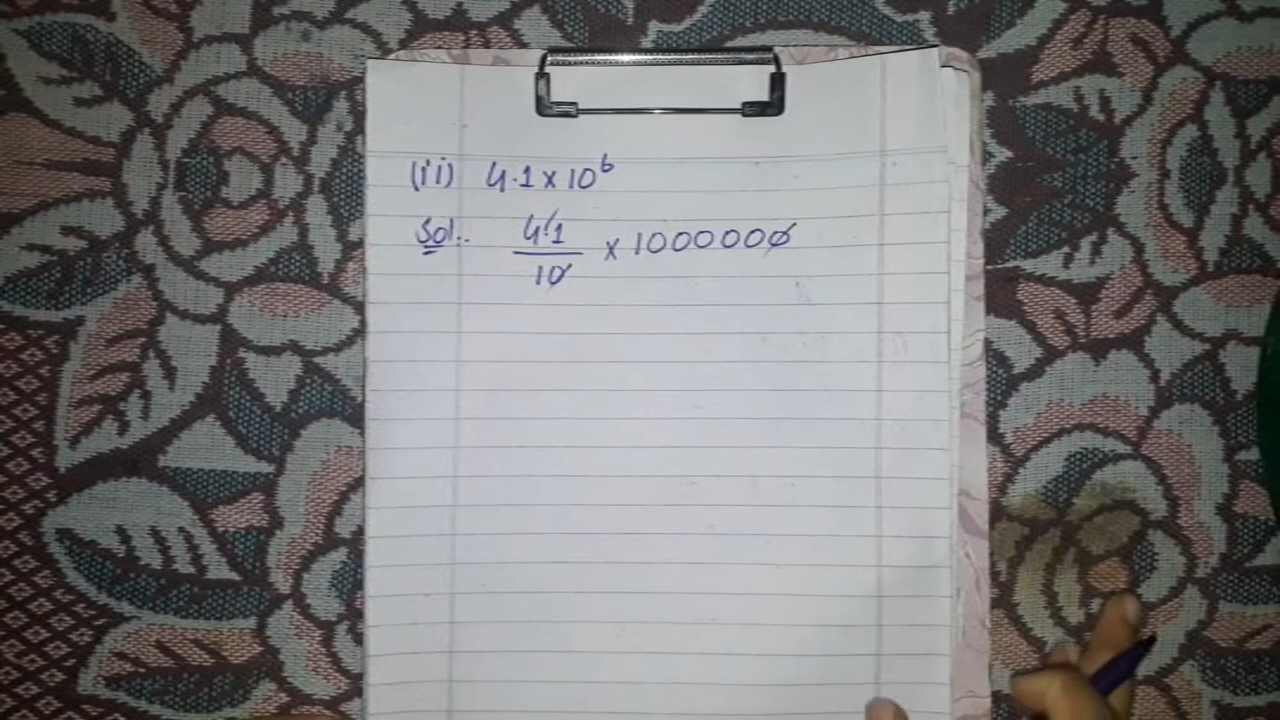 (ii) 4.1 x 10⁶
Sol:. 4.1/10 x 1000000